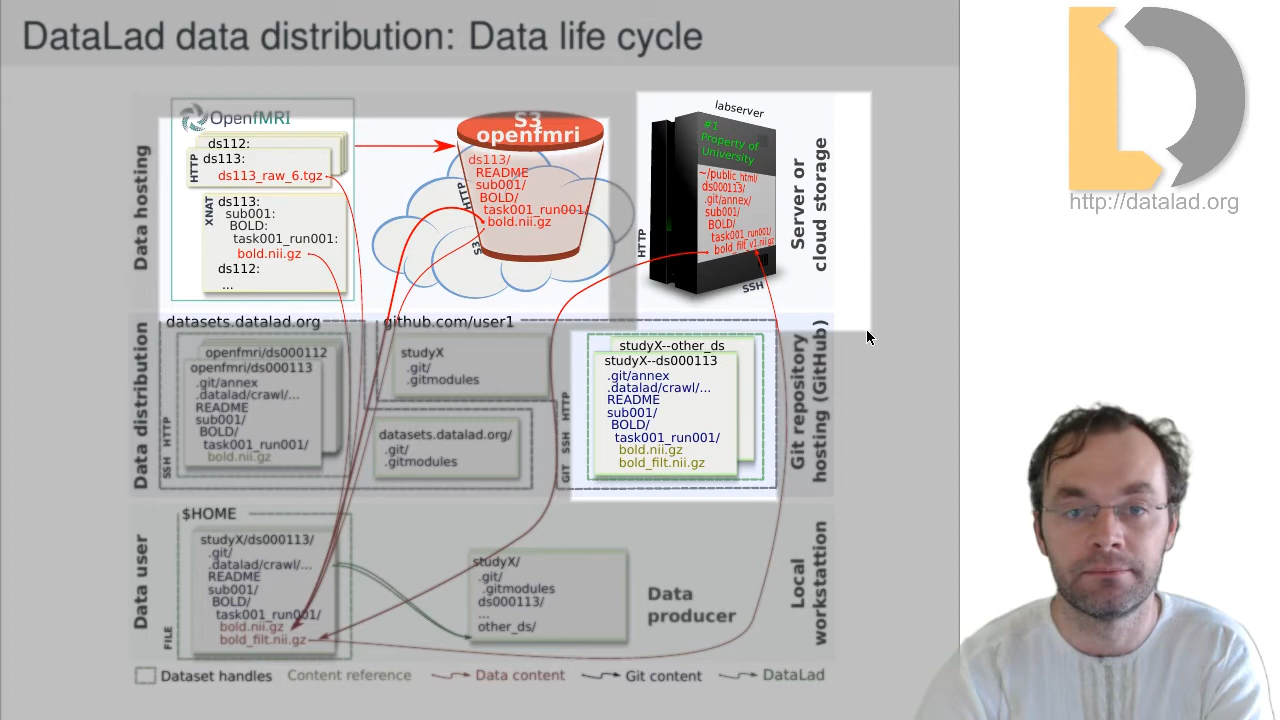 DataLad data distribution: Data life cycle
http://datalad.org
Data hosting
OpenfMRI
HTTP
ds112:
ds113:
ds113_raw_6.tgz
XNAT
ds113:
sub001:
BOLD:
task001_run001:
bold.nii.gz
ds112:
...
S3
openfmri
HTTP
S3
ds113/
README
sub001/
BOLD/
task001_run001/
bold.nii.gz
labserver
#1
Property of
University
~/public_html/
ds000113/
.git/annex/
sub001/
BOLD/
task001_run001/
bold_filt_v1.nii.gz
HTTP
SSH
Server or
cloud storage
Data distribution
datasets.datalad.org
openfmri/ds000112
openfmri/ds000113
.git/annex
.datalad/crawl/...
README
sub001/
BOLD/
task001_run001/
bold.nii.gz
SSH HTTP
github.com/user1
studyX
.git/
.gitmodules
datasets.datalad.org/
.git/
.gitmodules
GIT SSH HTTP
studyX--other_ds
studyX--ds000113
.git/annex
.datalad/crawl/...
README
sub001/
BOLD/
task001_run001/
bold.nii.gz
bold_filt.nii.gz
Git repository
hosting (GitHub)
Data user
$HOME
FILE
studyX/ds000113/
.git/
.datalad/crawl/...
README
sub001/
BOLD/
task001_run001/
bold.nii.gz
bold_filt.nii.gz
studyX/
.git/
.gitmodules
ds000113/
...
other_ds/
Data
producer
Local
workstattion
Dataset handles
Content reference
Data content
Git content
DataLad